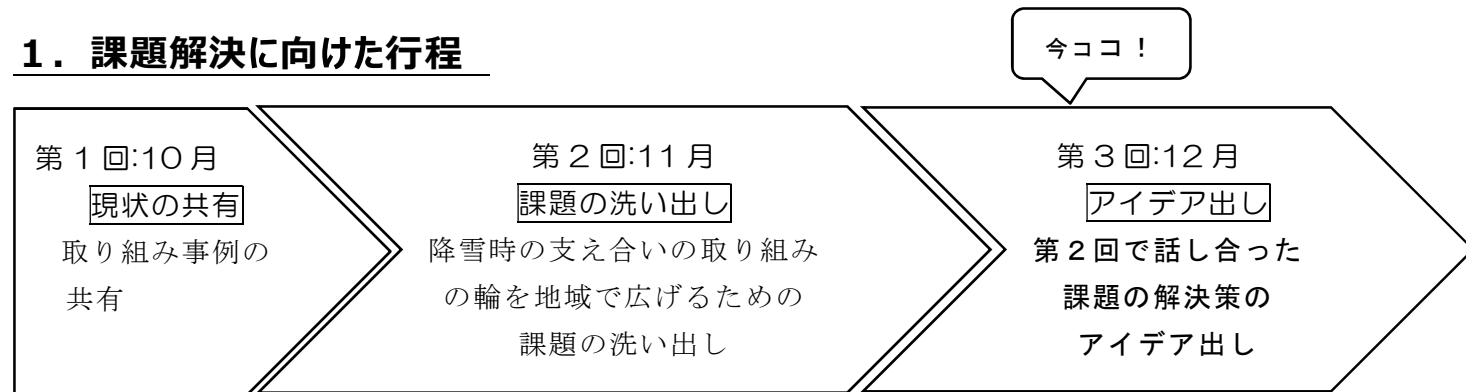 １．課題解決に向けた行程
今ココ！
第１回:10月
現状の共有
取り組み事例の
共有
第２回:11月
課題の洗い出し
降雪時の支え合いの取り組み
の輪を地域で広げるための
課題の洗い出し
第３回:12月
アイデア出し
第２回で話し合った
課題の解決策の
アイデア出し